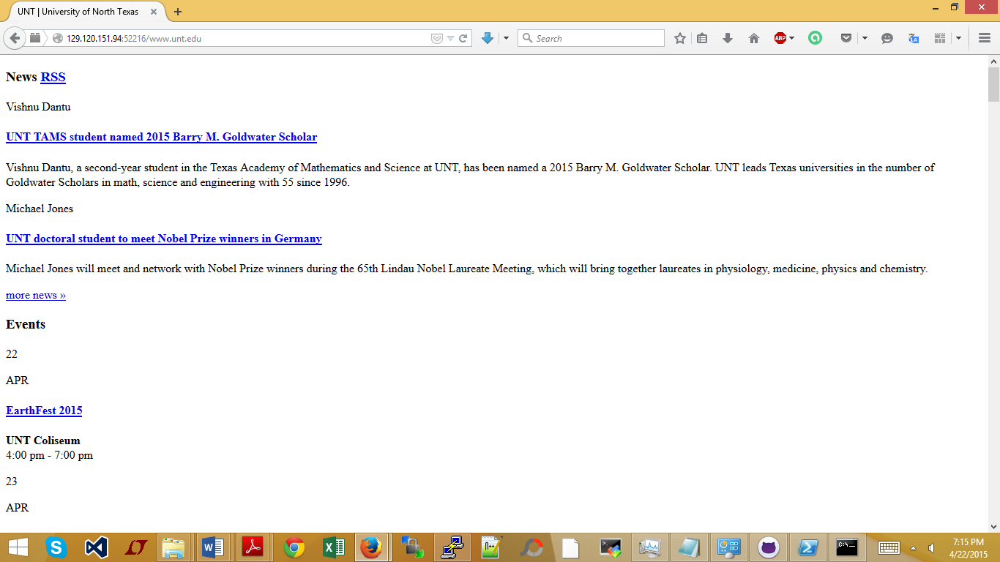 UNT | University of North Texas
129.120.151.94:52216/www.unt.edu
Search
ABP
News RSS
Vishnu Dantu
UNT TAMS student named 2015 Barry M. Goldwater Scholar
Vishnu Dantu, a second-year student in the Texas Academy of Mathematics and Science at UNT, has been named a 2015 Barry M. Goldwater Scholar. UNT leads Texas universities in the number of
Goldwater Scholars in math, science and engineering with 55 since 1996.
Michael Jones
UNT doctoral student to meet Nobel Prize winners in Germany
Michael Jones will meet and network with Nobel Prize winners during the 65th Lindau Nobel Laureate Meeting, which will bring together laureates in physiology, medicine, physics and chemistry.
more news »
Events
22
APR
EarthFest 2015
UNT Coliseum
4:00 pm - 7:00 pm
23
APR
7:15 PM
4/22/2015